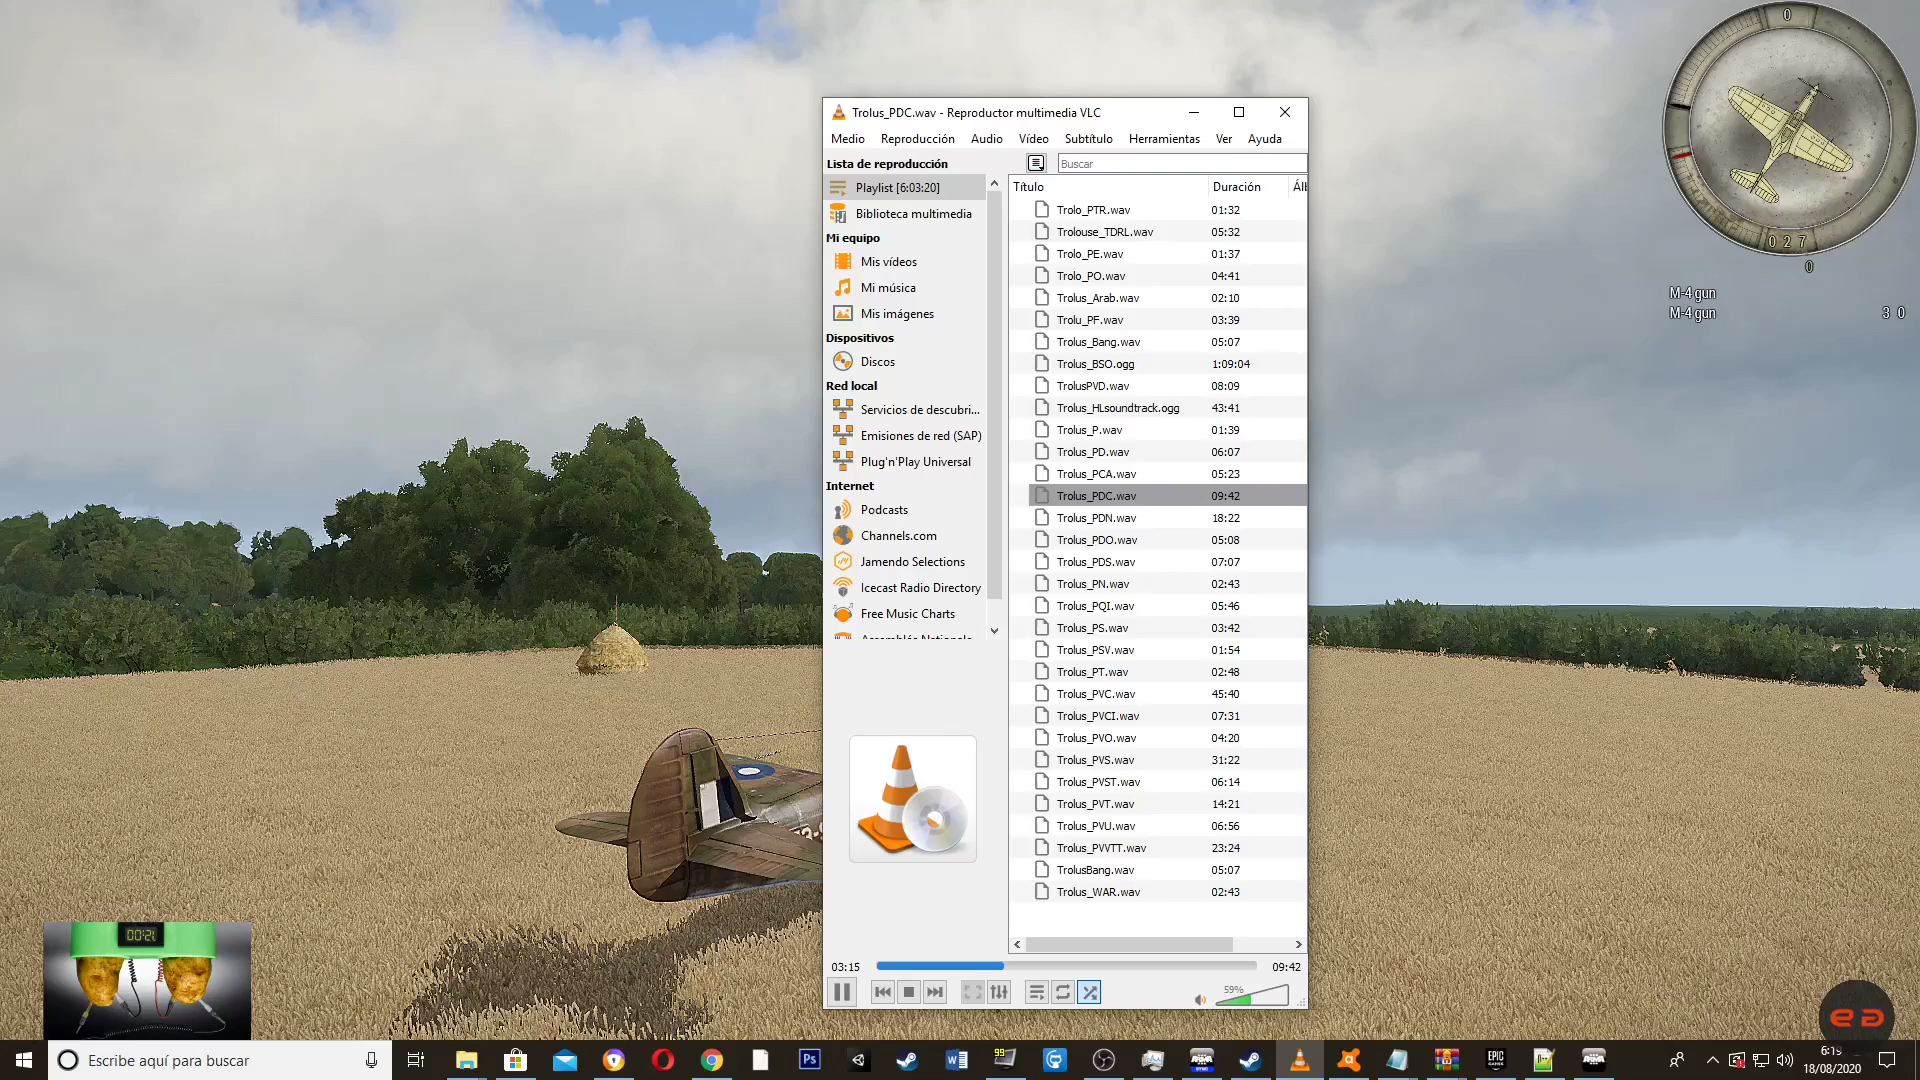 Trolus_PDC.wav - Reproductor multimedia VLC
Medio Reproducción Audio Vídeo Subtítulo Herramientas Ver Ayuda
Lista de reproducción
Buscar
Playlist [6:03:20]
Biblioteca multimedia
Mi equipo
Mis vídeos
Mi música
Mis imágenes
Dispositivos
Discos
Red local
Servicios de descubri...
Emisiones de red (SAP)
Plug'n'Play Universal
Internet
Podcasts
Channels.com
Jamendo Selections
Icecast Radio Directory
Free Music Charts
Título Duración Ál
Trolo_PTR.wav 01:32
Trolouse_TDRL.wav 05:32
Trolo_PE.wav 01:37
Trolo_PO.wav 04:41
Trolus_Arab.wav 02:10
Trolu_PF.wav 03:39
Trolus_Bang.wav 05:07
Trolus_BSO.ogg 1:09:04
TrolusPVD.wav 08:09
Trolus_HLsoundtrack.ogg 43:41
Trolus_P.wav 01:39
Trolus_PD.wav 06:07
Trolus_PCA.wav 05:23
Trolus_PDC.wav 09:42
Trolus_PDN.wav 18:22
Trolus_PDO.wav 05:08
Trolus_PDS.wav 07:07
Trolus_PN.wav 02:43
Trolus_PQI.wav 05:46
Trolus_PS.wav 03:42
Trolus_PSV.wav 01:54
Trolus_PT.wav 02:48
Trolus_PVC.wav 45:40
Trolus_PVCI.wav 07:31
Trolus_PVO.wav 04:20
Trolus_PVS.wav 31:22
Trolus_PVST.wav 06:14
Trolus_PVT.wav 14:21
Trolus_PVU.wav 06:56
Trolus_PVVTT.wav 23:24
TrolusBang.wav 05:07
Trolus_WAR.wav 02:43
03:15 09:42
59%
0
0 2 7
0
M-4 gun
M-4 gun 3 0
00:21
Escribe aquí para buscar
Ps
99
EPIC
GAMES
6:19
18/08/2020